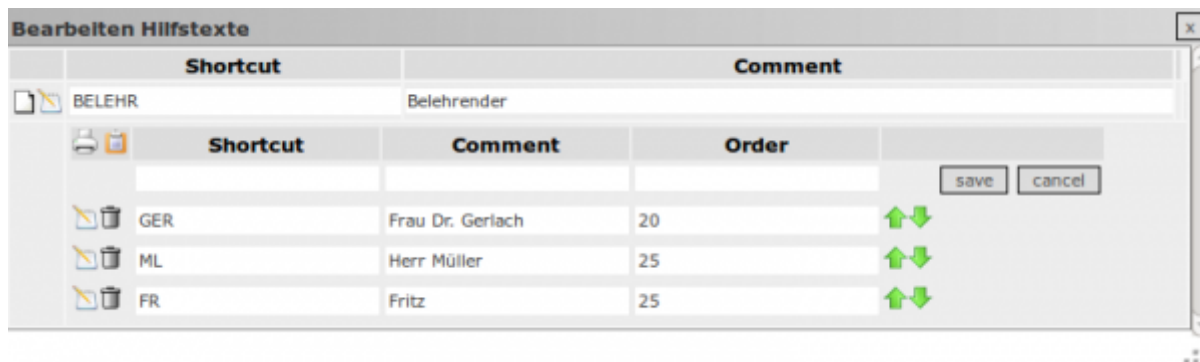 Bearbeiten Hilfstexte x
Shortcut Comment
BELEHR Belehrender
Shortcut Comment Order
save cancel
GER Frau Dr. Gerlach 20
ML Herr Müller 25
FR Fritz 25